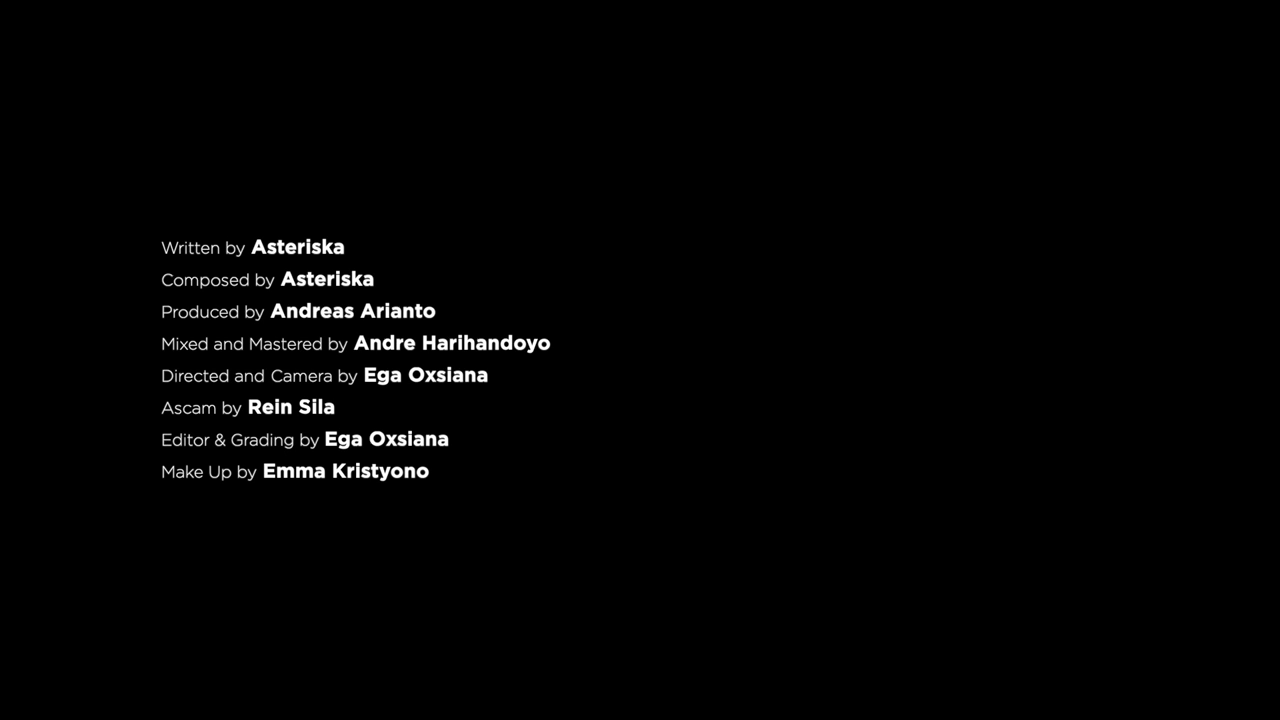 Written by Asteriska
Composed by Asteriska
Produced by Andreas Arianto
Mixed and Mastered by Andre Harihandoyo
Directed and Camera by Ega Oxsiana
Ascam by Rein Sila
Editor & Grading by Ega Oxsiana
Make Up by Emma Kristyono